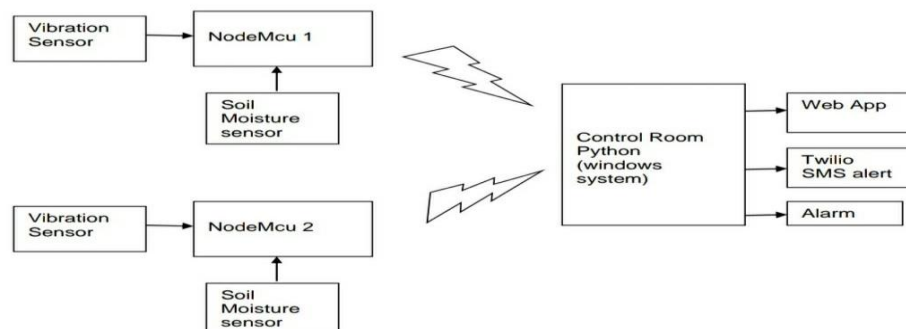 Vibration
Sensor
NodeMcu 1
Soil
Moisture
sensor
Control Room
Python
(windows
system)
Web App
Twilio
SMS alert
Alarm
Vibration
Sensor
NodeMcu 2
Soil
Moisture
sensor